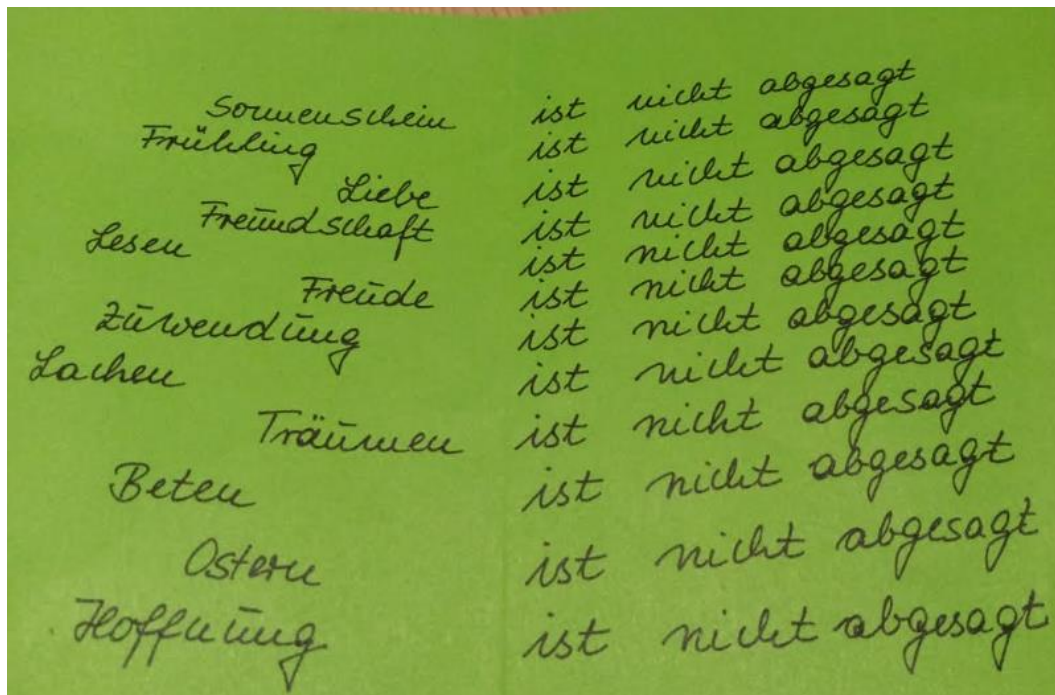 Sonnenschein ist nicht abgesagt
Frühling ist nicht abgesagt
Liebe ist nicht abgesagt
Freundschaft ist nicht abgesagt
Lesen ist nicht abgesagt
Freude ist nicht abgesagt
Zuwendung ist nicht abgesagt
Lachen ist nicht abgesagt
Träumen ist nicht abgesagt
Beten ist nicht abgesagt
Ostern ist nicht abgesagt
Hoffnung ist nicht abgesagt